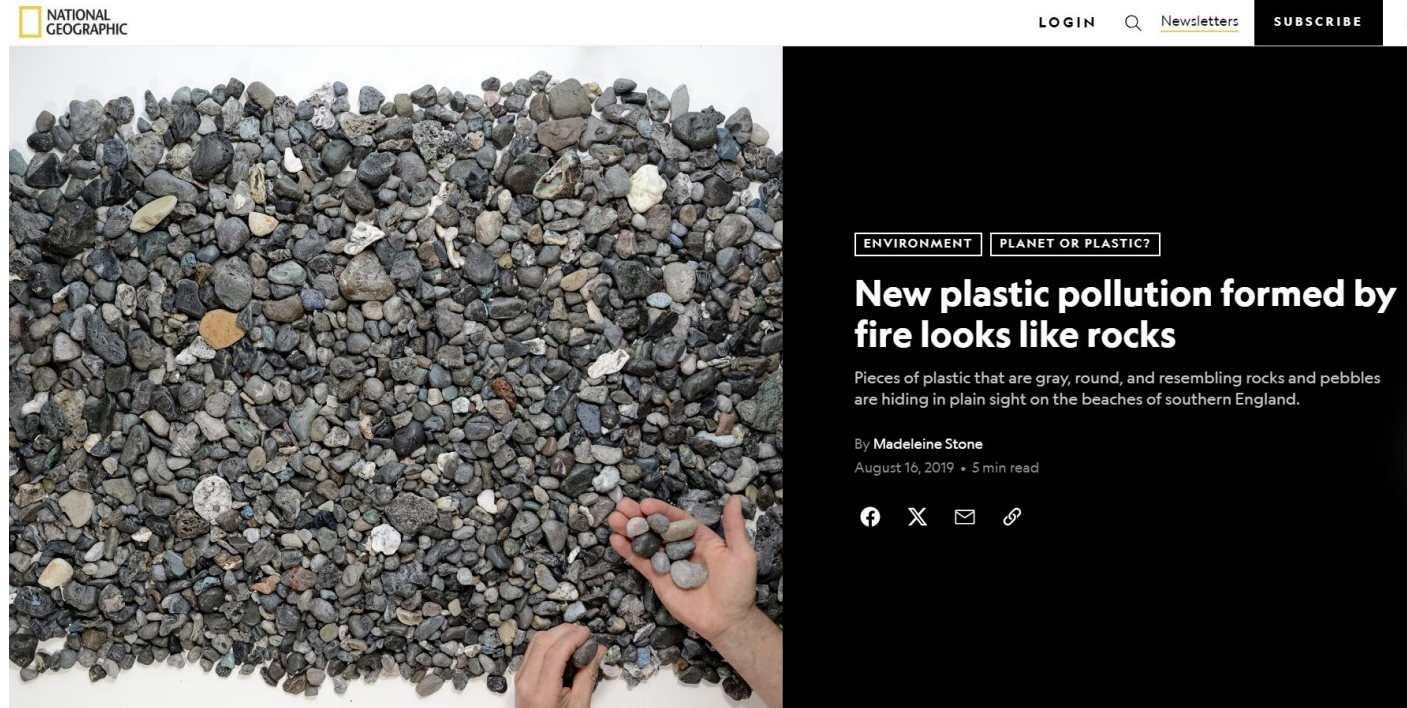 NATIONAL
GEOGRAPHIC
LOGIN
Newsletters
SUBSCRIBE
ENVIRONMENT
PLANET OR PLASTIC?
New plastic pollution formed by
fire looks like rocks
Pieces of plastic that are gray, round, and resembling rocks and pebbles
are hiding in plain sight on the beaches of southern England.
By Madeleine Stone
August 16, 2019 • 5 min read